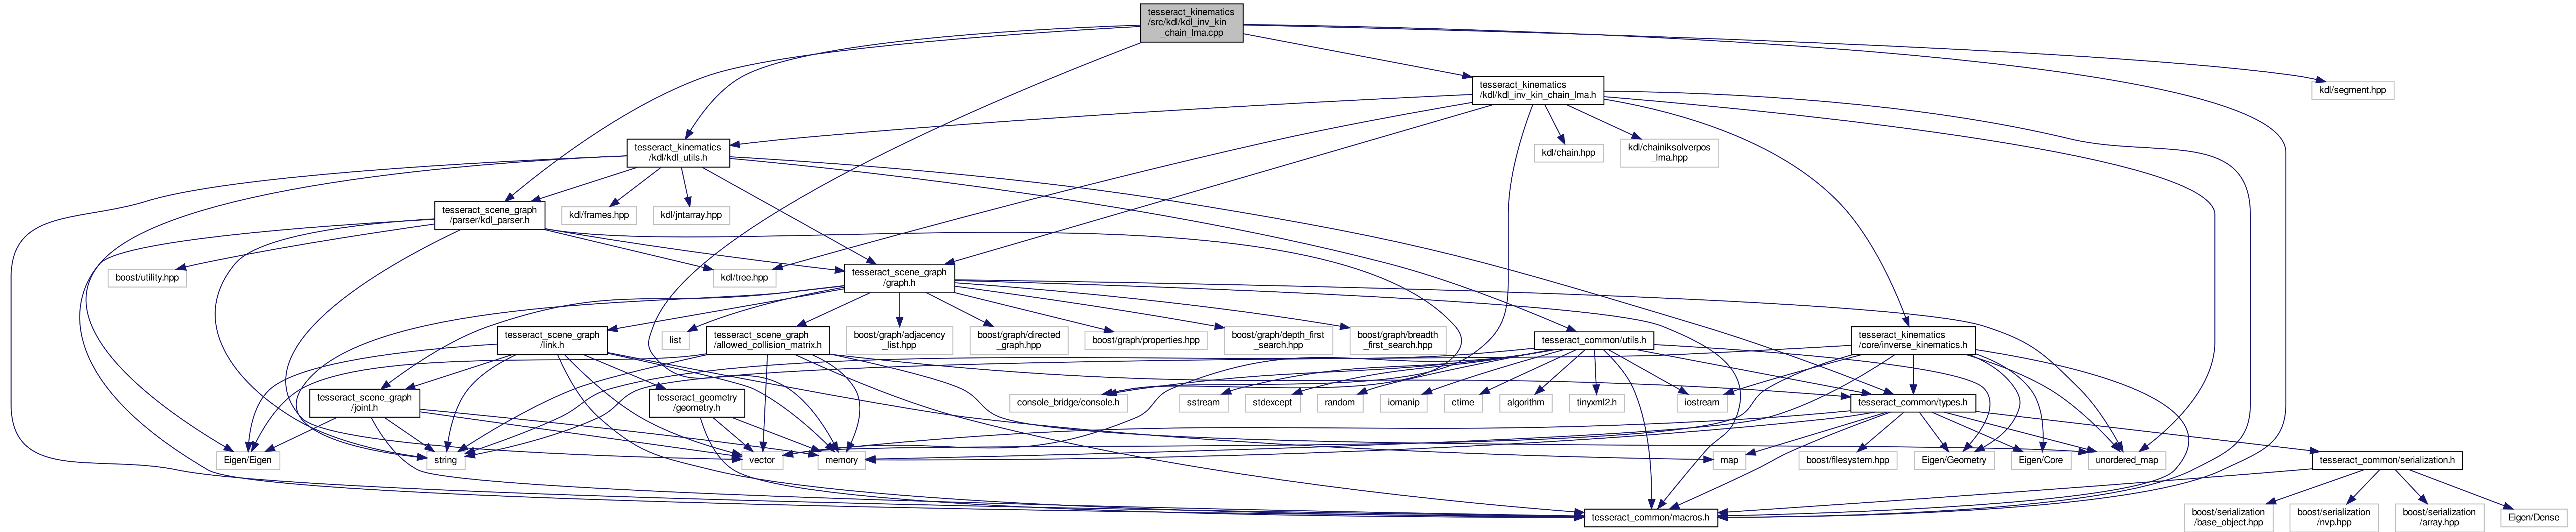 tesseract_kinematics
/src/kdl/kdl_inv_kin
_chain_lma.cpp
tesseract_kinematics
/kdl/kdl_inv_kin_chain_lma.h
kdl/segment.hpp
tesseract_kinematics
/kdl/kdl_utils.h
kdl/chain.hpp
kdl/chainiksolverpos
_lma.hpp
tesseract_scene_graph
/parser/kdl_parser.h
kdl/frames.hpp
kdl/jntarray.hpp
boost/utility.hpp
kdl/tree.hpp
tesseract_scene_graph
/graph.h
tesseract_scene_graph
/link.h
list
tesseract_scene_graph
/allowed_collision_matrix.h
boost/graph/adjacency
_list.hpp
boost/graph/directed
_graph.hpp
boost/graph/properties.hpp
boost/graph/depth_first
_search.hpp
boost/graph/breadth
_first_search.hpp
tesseract_common/utils.h
tesseract_kinematics
/core/inverse_kinematics.h
tesseract_scene_graph
/joint.h
tesseract_geometry
/geometry.h
console_bridge/console.h
sstream
stdexcept
random
iomanip
ctime
algorithm
tinyxml2.h
iostream
tesseract_common/types.h
Eigen/Eigen
string
vector
memory
map
boost/filesystem.hpp
Eigen/Geometry
Eigen/Core
unordered_map
tesseract_common/serialization.h
tesseract_common/macros.h
boost/serialization
/base_object.hpp
boost/serialization
/nvp.hpp
boost/serialization
/array.hpp
Eigen/Dense